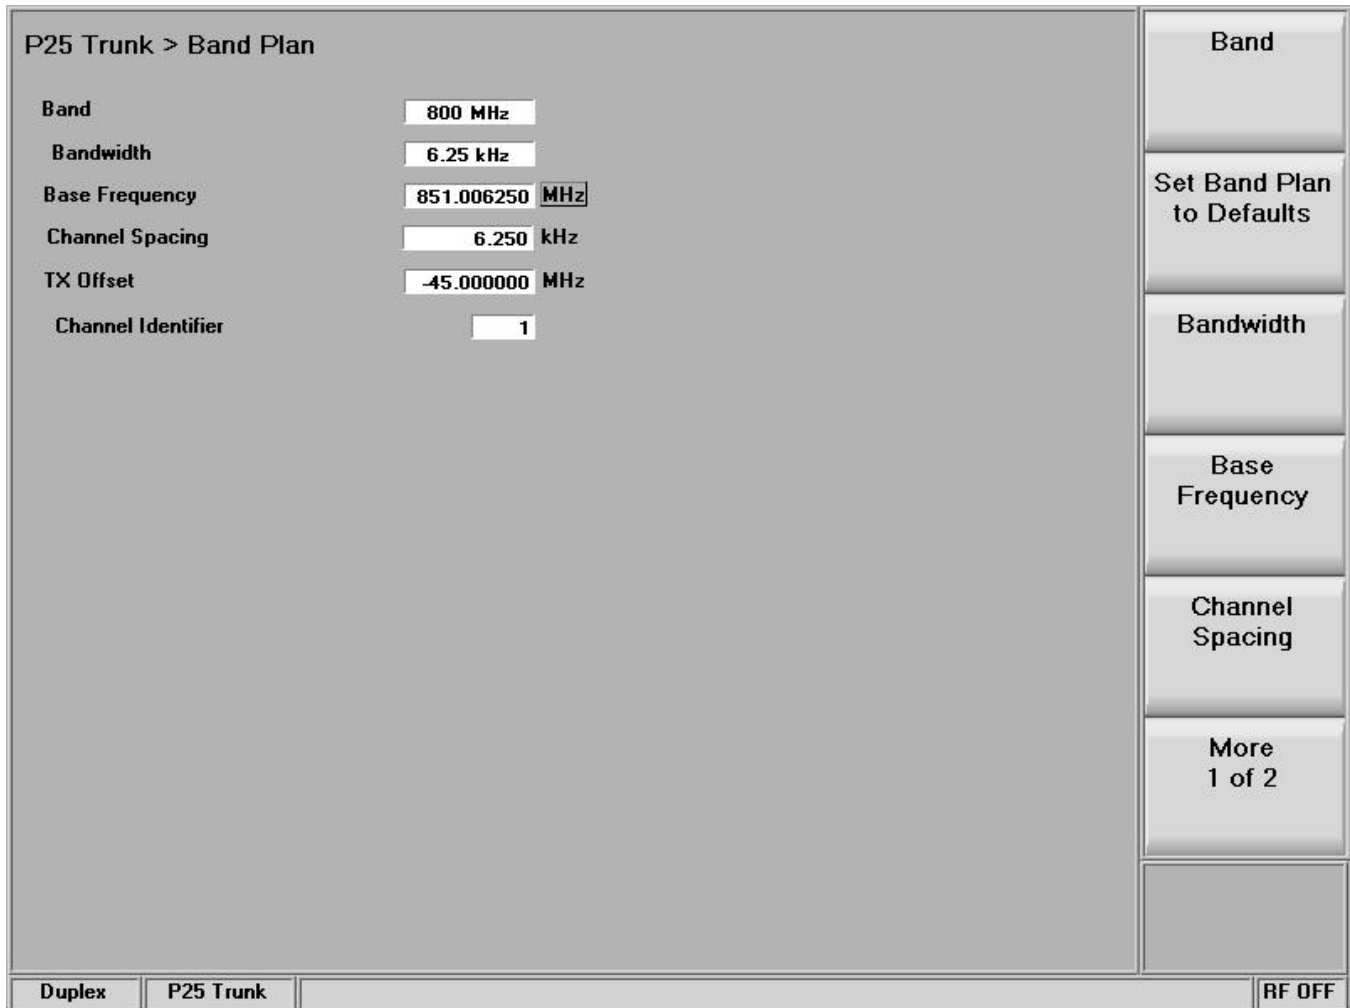 P25 Trunk > Band Plan
Band 800 MHz
Bandwidth 6.25 kHz
Base Frequency 851.006250 MHz
Channel Spacing 6.250 kHz
TX Offset -45.000000 MHz
Channel Identifier 1
Band
Set Band Plan
to Defaults
Bandwidth
Base
Frequency
Channel
Spacing
More
1 of 2
Duplex P25 Trunk RF OFF